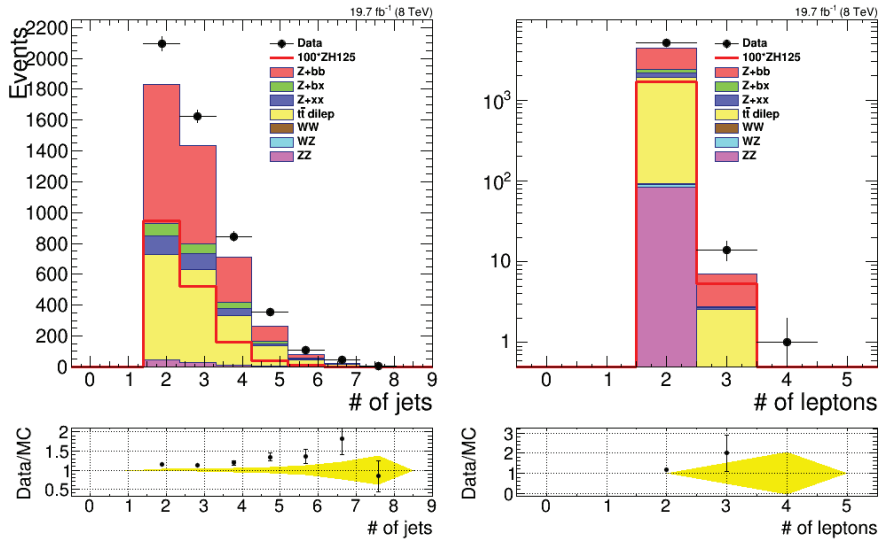 19.7 fb⁻¹ (8 TeV)
Events
2200
2000
1800
1600
1400
1200
1000
800
600
400
200
0
Data
100*ZH125
Z+bb
Z+bx
Z+xx
tt̄ dilep
WW
WZ
ZZ
0 1 2 3 4 5 6 7 8 9
# of jets
Data/MC
2
1.5
1
0.5
0 1 2 3 4 5 6 7 8 9
# of jets
19.7 fb⁻¹ (8 TeV)
10³
10²
10
1
Data
100*ZH125
Z+bb
Z+bx
Z+xx
tt̄ dilep
WW
WZ
ZZ
0 1 2 3 4 5
# of leptons
Data/MC
3
2
1
0
0 1 2 3 4 5
# of leptons